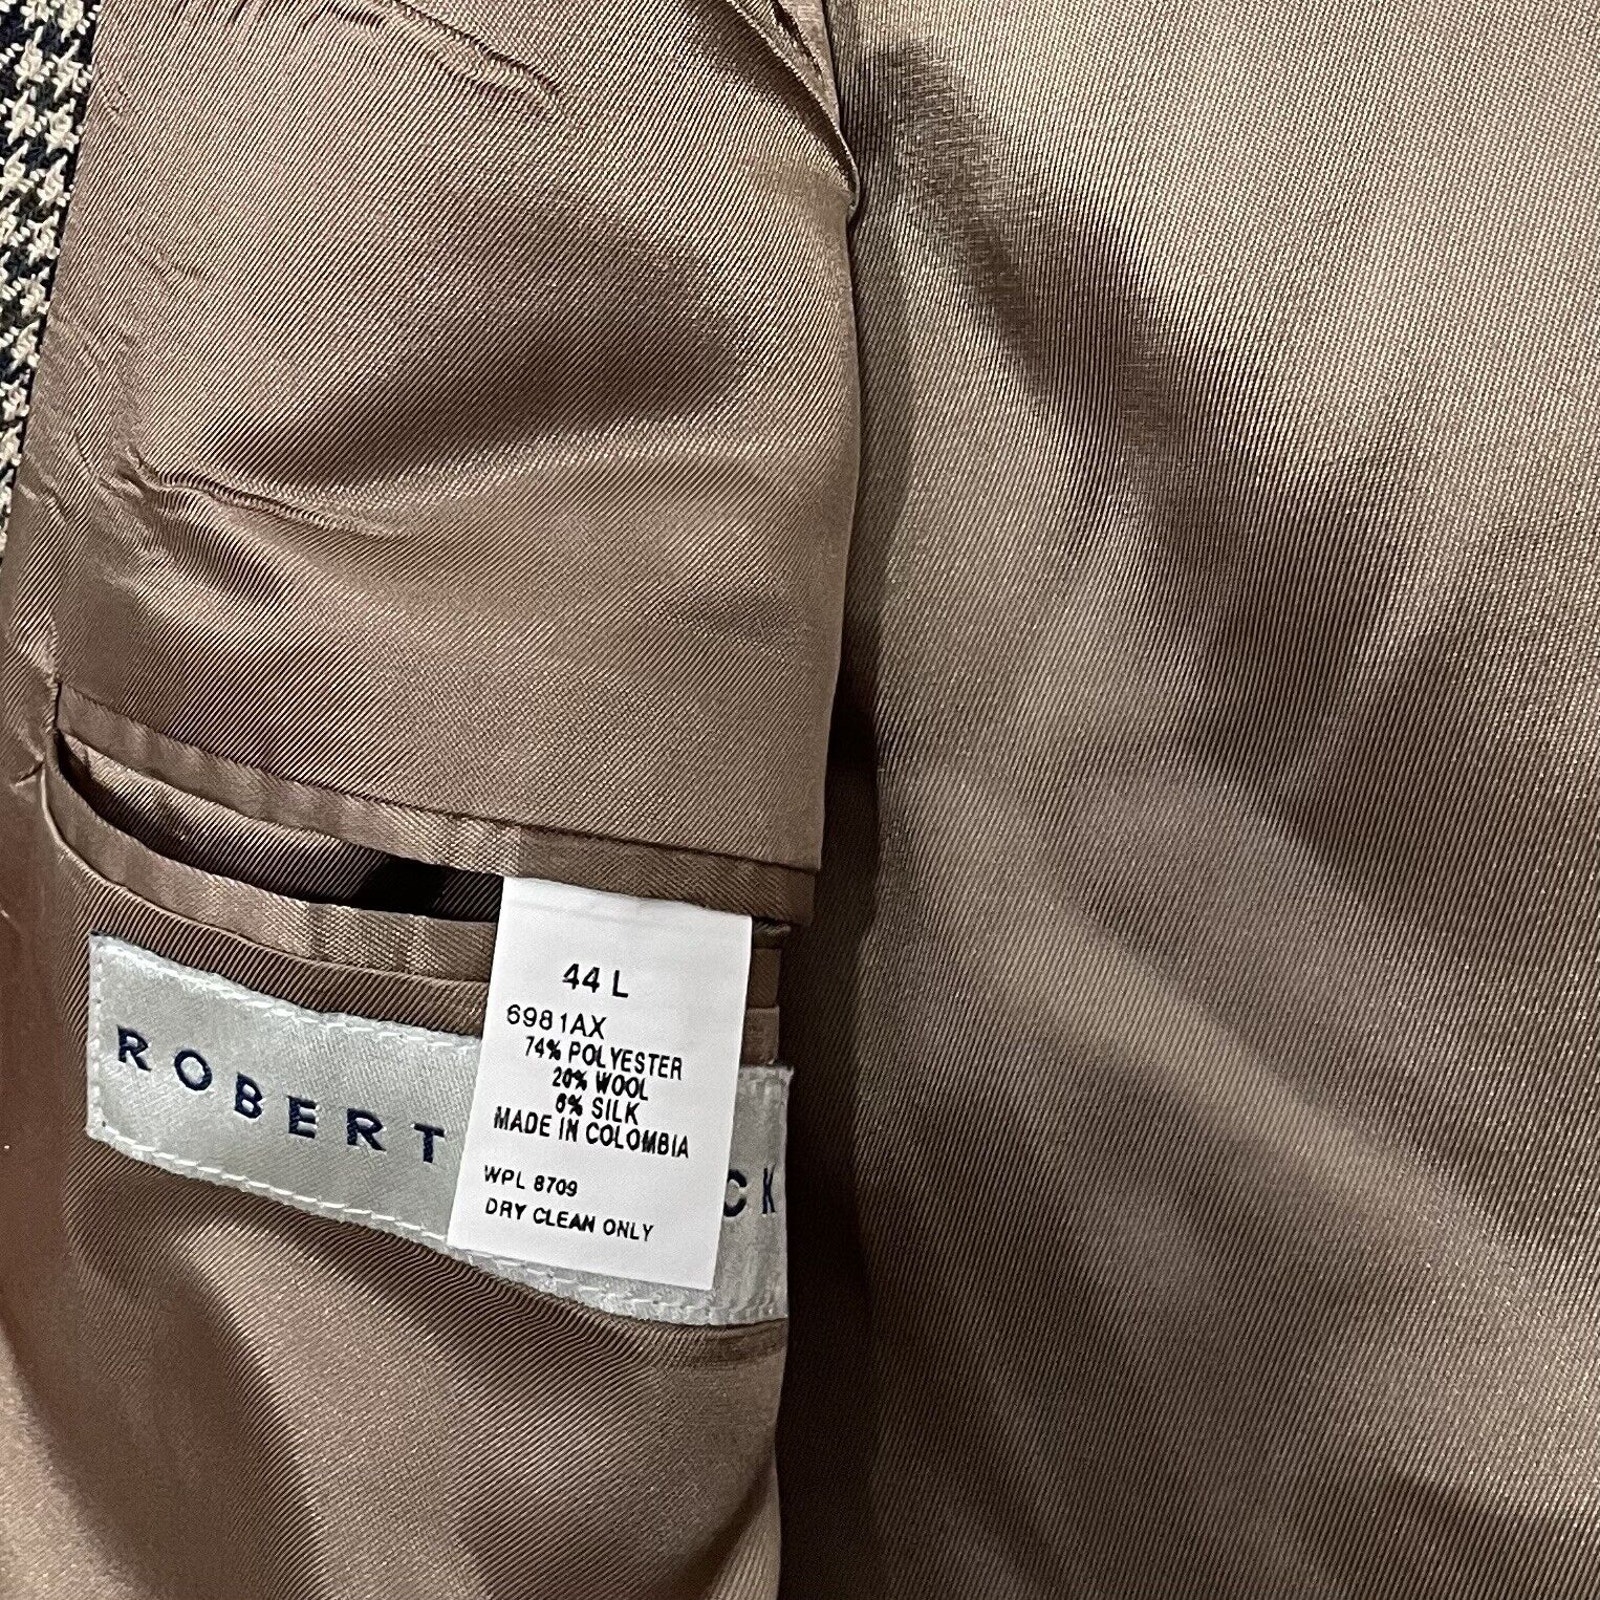 44 L
6981AX
74% POLYESTER
20% WOOL
6% SILK
MADE IN COLOMBIA
WPL 8709
DRY CLEAN ONLY
ROBERT CK